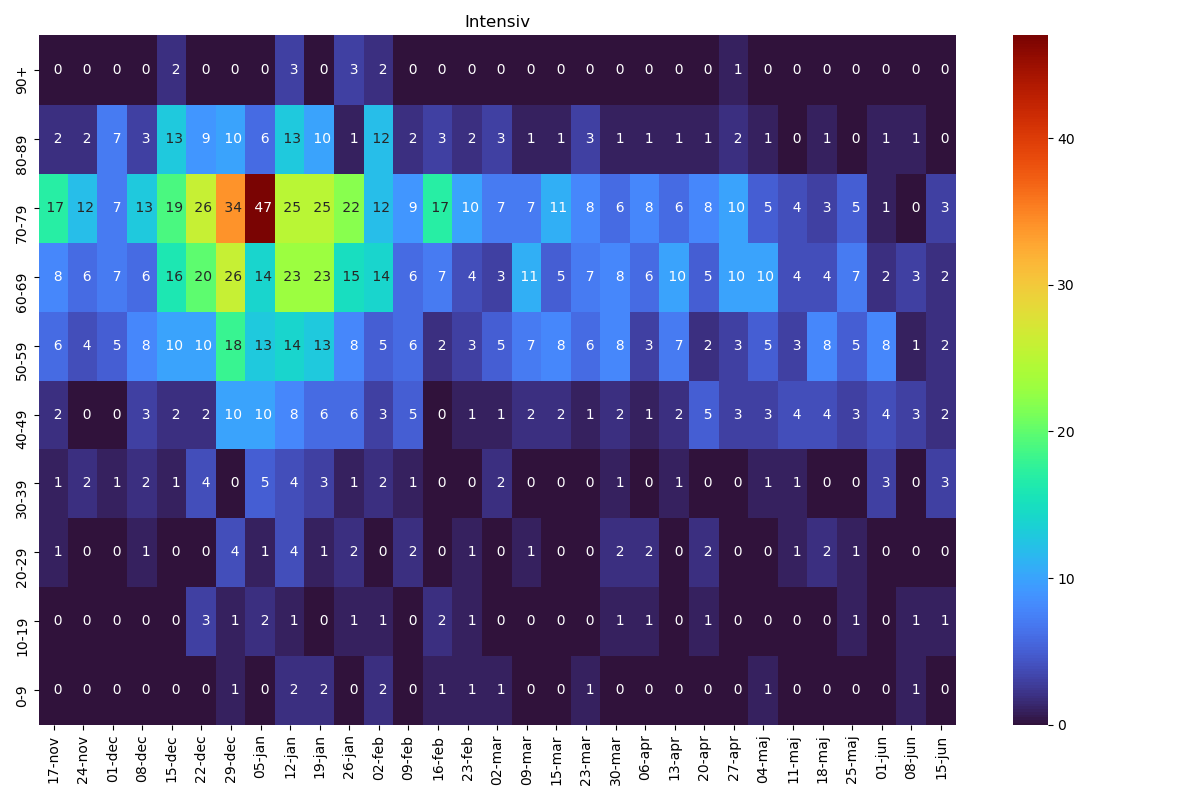 Intensiv
90+ 0 0 0 0 2 0 0 0 3 0 3 2 0 0 0 0 0 0 0 0 0 0 0 1 0 0 0 0 0 0 0
80-89 2 2 7 3 13 9 10 6 13 10 1 12 2 3 2 3 1 1 3 1 1 1 1 2 1 0 1 0 1 1 0
70-79 17 12 7 13 19 26 34 47 25 25 22 12 9 17 10 7 7 11 8 6 8 6 8 10 5 4 3 5 1 0 3
60-69 8 6 7 6 16 20 26 14 23 23 15 14 6 7 4 3 11 5 7 8 6 10 5 10 10 4 4 7 2 3 2
50-59 6 4 5 8 10 10 18 13 14 13 8 5 6 2 3 5 7 8 6 8 3 7 2 3 5 3 8 5 8 1 2
40-49 2 0 0 3 2 2 10 10 8 6 6 3 5 0 1 1 2 2 1 2 1 2 5 3 3 4 4 3 4 3 2
30-39 1 2 1 2 1 4 0 5 4 3 1 2 1 0 0 2 0 0 0 1 0 1 0 0 1 1 0 0 3 0 3
20-29 1 0 0 1 0 0 4 1 4 1 2 0 2 0 1 0 1 0 0 2 2 0 2 0 0 1 2 1 0 0 0
10-19 0 0 0 0 0 3 1 2 1 0 1 1 0 2 1 0 0 0 0 1 1 0 1 0 0 0 0 1 0 1 1
0-9 0 0 0 0 0 0 1 0 2 2 0 2 0 1 1 1 0 0 1 0 0 0 0 0 1 0 0 0 0 1 0
17-nov 24-nov 01-dec 08-dec 15-dec 22-dec 29-dec 05-jan 12-jan 19-jan 26-jan 02-feb 09-feb 16-feb 23-feb 02-mar 09-mar 15-mar 23-mar 30-mar 06-apr 13-apr 20-apr 27-apr 04-maj 11-maj 18-maj 25-maj 01-jun 08-jun 15-jun
40
30
20
10
0